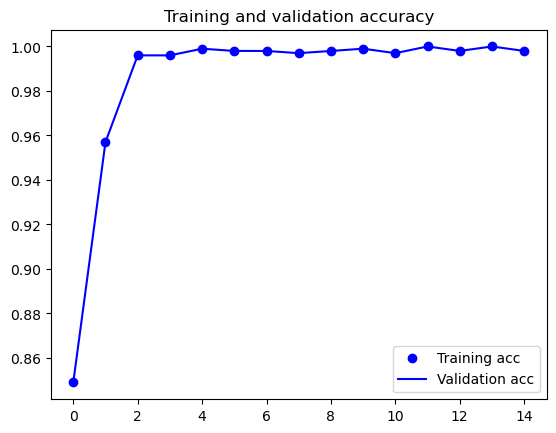 Training and validation accuracy
1.00
0.98
0.96
0.94
0.92
0.90
0.88
0.86
Training acc
Validation acc
0 2 4 6 8 10 12 14